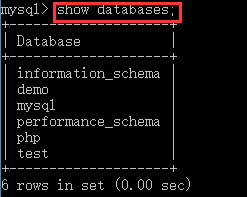 mysql> show databases;
+--------------------+
| Database           |
+--------------------+
| information_schema |
| demo               |
| mysql              |
| performance_schema |
| php                |
| test               |
+--------------------+
6 rows in set (0.00 sec)